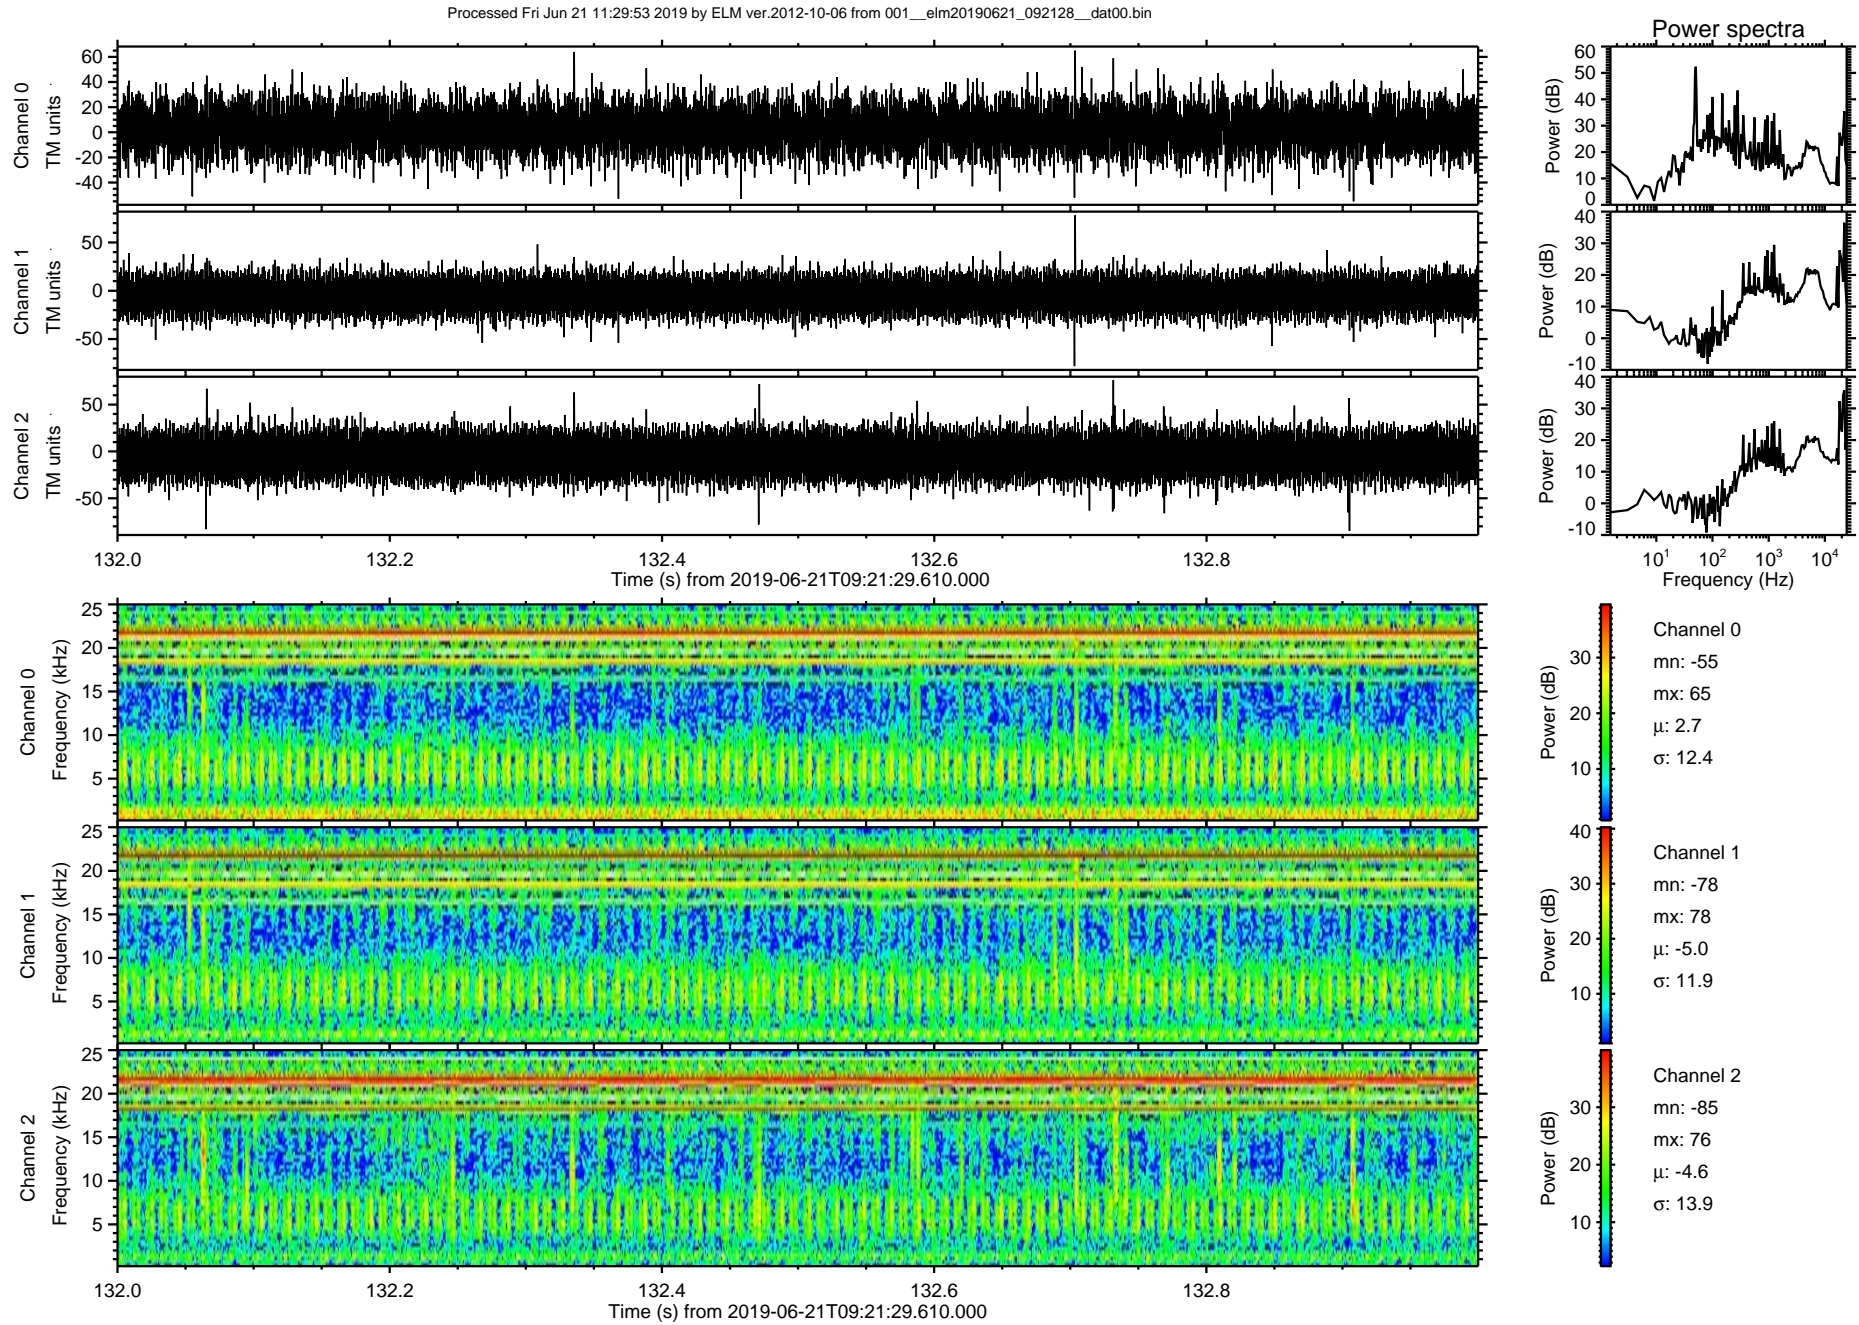 Processed Fri Jun 21 11:29:53 2019 by ELM ver.2012-10-06 from 001__elm20190621_092128__dat00.bin
Power spectra
Channel 0
TM units
60
40
20
0
-20
-40
Power (dB)
60
50
40
30
20
10
0
Channel 1
TM units
50
0
-50
Power (dB)
40
30
20
10
0
-10
Channel 2
TM units
50
0
-50
Power (dB)
40
30
20
10
0
-10
132.0 132.2 132.4 132.6 132.8
Time (s) from 2019-06-21T09:21:29.610.000
10^1 10^2 10^3 10^4
Frequency (Hz)
Channel 0
Frequency (kHz)
25
20
15
10
5
Power (dB)
30
20
10
Channel 0
mn: -55
mx: 65
μ: 2.7
σ: 12.4
Channel 1
Frequency (kHz)
25
20
15
10
5
Power (dB)
40
30
20
10
Channel 1
mn: -78
mx: 78
μ: -5.0
σ: 11.9
Channel 2
Frequency (kHz)
25
20
15
10
5
Power (dB)
30
20
10
Channel 2
mn: -85
mx: 76
μ: -4.6
σ: 13.9
132.0 132.2 132.4 132.6 132.8
Time (s) from 2019-06-21T09:21:29.610.000